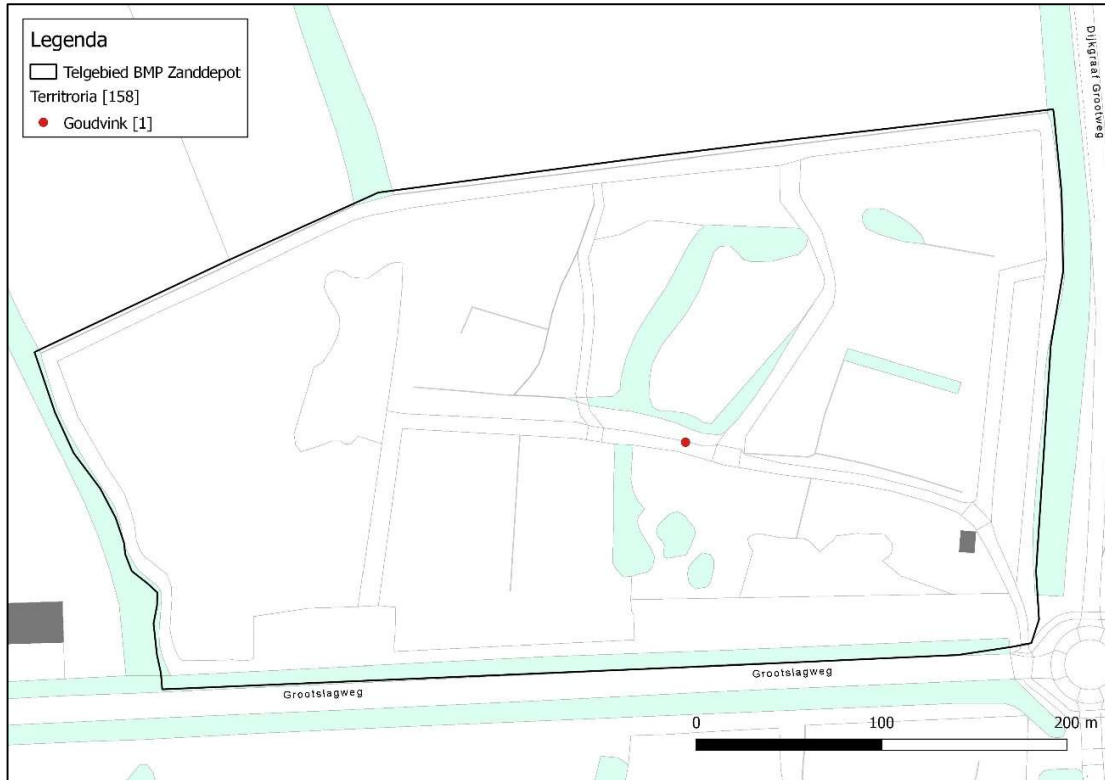 Legenda
Telgebied BMP Zanddepot
Territroria [158]
Goudvink [1]
Dijkgraaf Grootweg
Grootslagweg
Grootslagweg
0 100 200 m